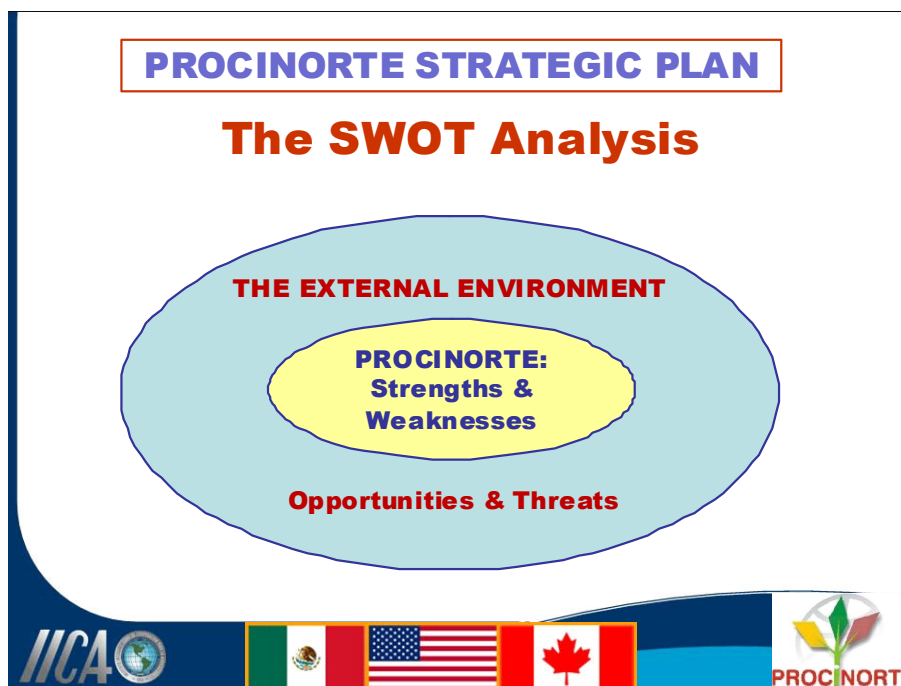 PROCINORTE STRATEGIC PLAN
The SWOT Analysis
THE EXTERNAL ENVIRONMENT
PROCINORTE:
Strengths &
Weaknesses
Opportunities & Threats
IICA
PROCINORT